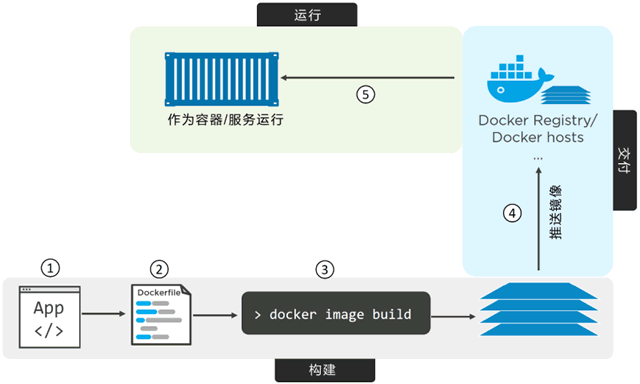 运行
⑤
作为容器/服务运行
Docker Registry/
Docker hosts
...
交付
④
推送镜像
①
②
③
App
</>
Dockerfile
> docker image build
构建